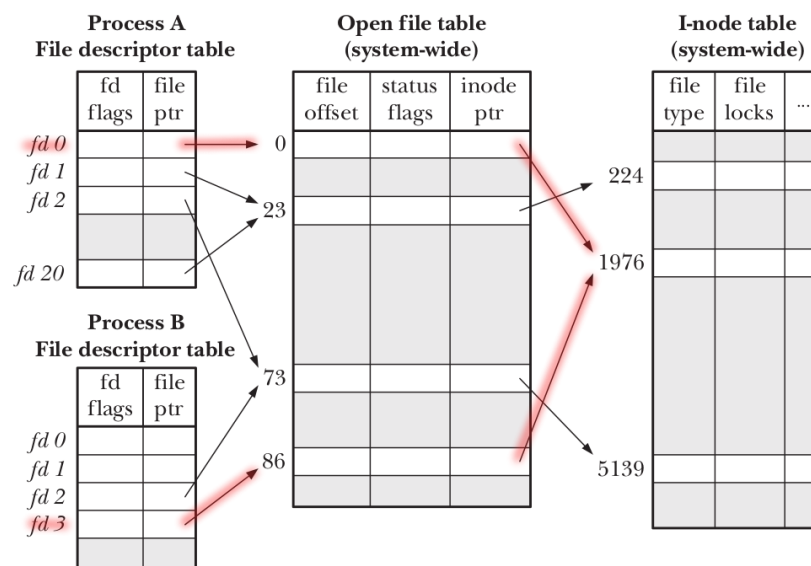 Process A
File descriptor table
fd flags
file ptr
fd 0
fd 1
fd 2
fd 20
Process B
File descriptor table
fd flags
file ptr
fd 0
fd 1
fd 2
fd 3
Open file table
(system-wide)
file offset
status flags
inode ptr
0
23
73
86
I-node table
(system-wide)
file type
file locks
...
224
1976
5139